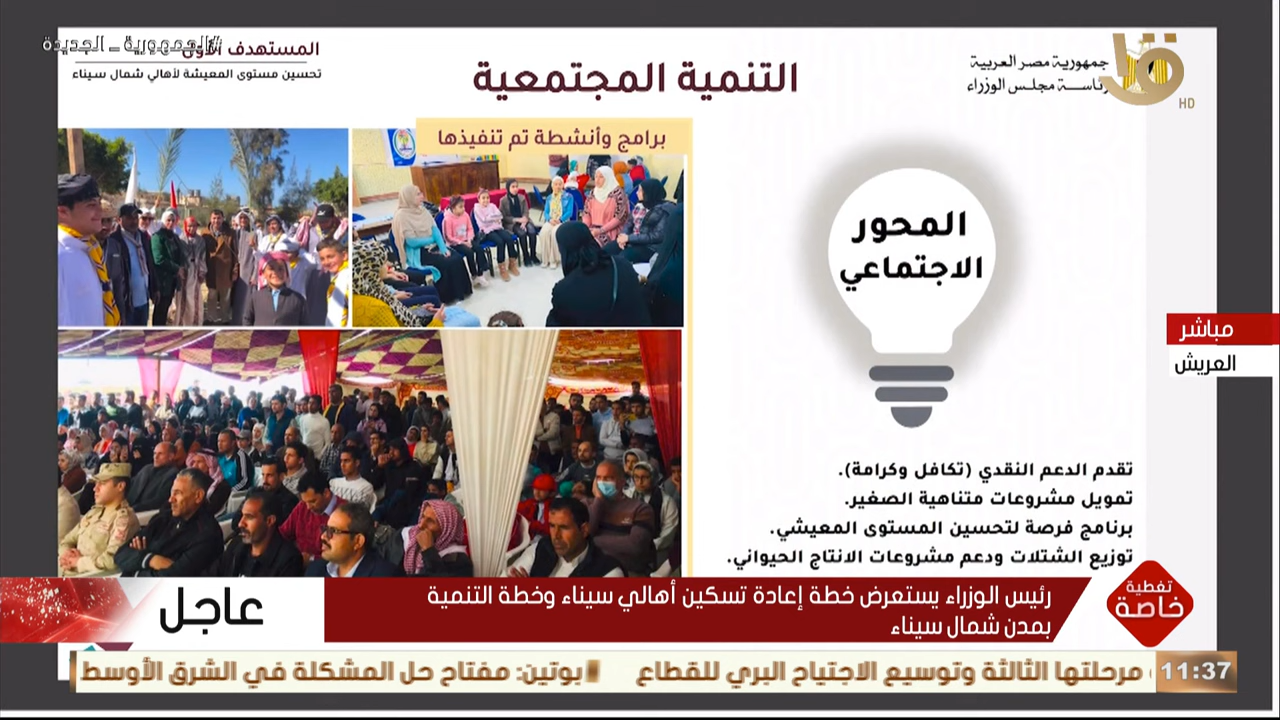 #الجمهورية_الجديدة
المستهدف الأول
تحسين مستوى المعيشة لأهالي شمال سيناء
التنمية المجتمعية
جمهورية مصر العربية
رئاسة مجلس الوزراء
HD
برامج وأنشطة تم تنفيذها
المحور
الاجتماعي
مباشر
العريش
تقدم الدعم النقدي (تكافل وكرامة).
تمويل مشروعات متناهية الصغير.
برنامج فرصة لتحسين المستوى المعيشي.
توزيع الشتلات ودعم مشروعات الانتاج الحيواني.
تغطية
خاصة
رئيس الوزراء يستعرض خطة إعادة تسكين أهالي سيناء وخطة التنمية
بمدن شمال سيناء
عاجل
11:37
مرحلتها الثالثة وتوسيع الاجتياح البري للقطاع
بوتين: مفتاح حل المشكلة في الشرق الأوسط